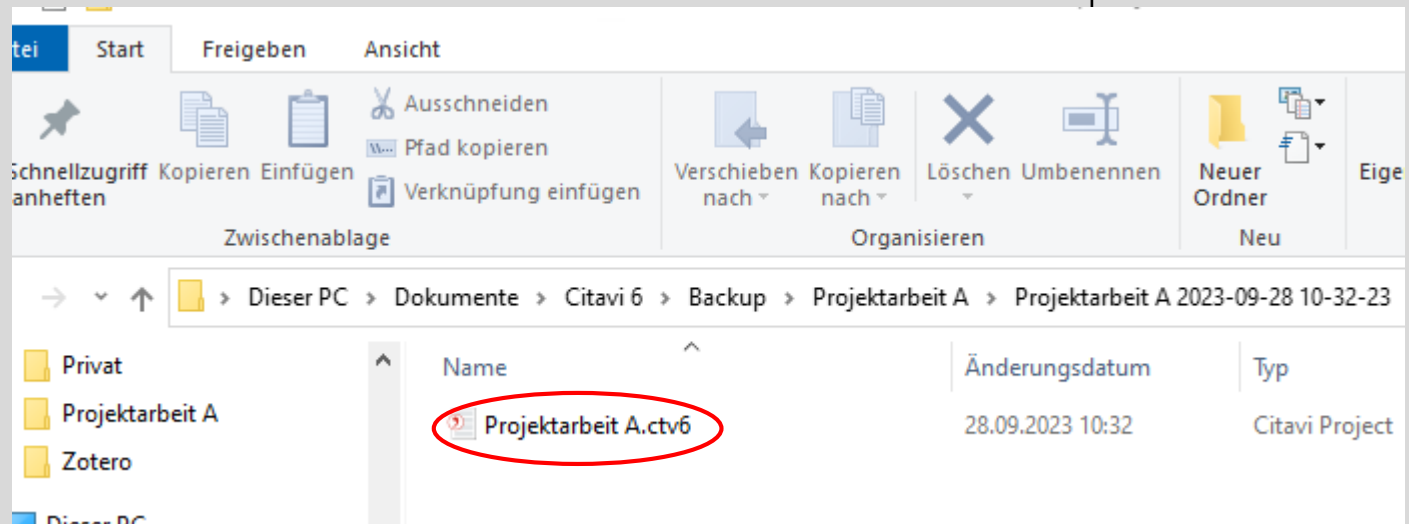 tei Start Freigeben Ansicht
Ausschneiden
Pfad kopieren
Verknüpfung einfügen
Schnellzugriff Kopieren Einfügen
anheften
Verschieben Kopieren Löschen Umbenennen
nach nach
Neuer
Ordner
Eige
Zwischenablage Organisieren Neu
Dieser PC > Dokumente > Citavi 6 > Backup > Projektarbeit A > Projektarbeit A 2023-09-28 10-32-23
Privat Name Änderungsdatum Typ
Projektarbeit A Projektarbeit A.ctv6 28.09.2023 10:32 Citavi Project
Zotero
Dieser PC